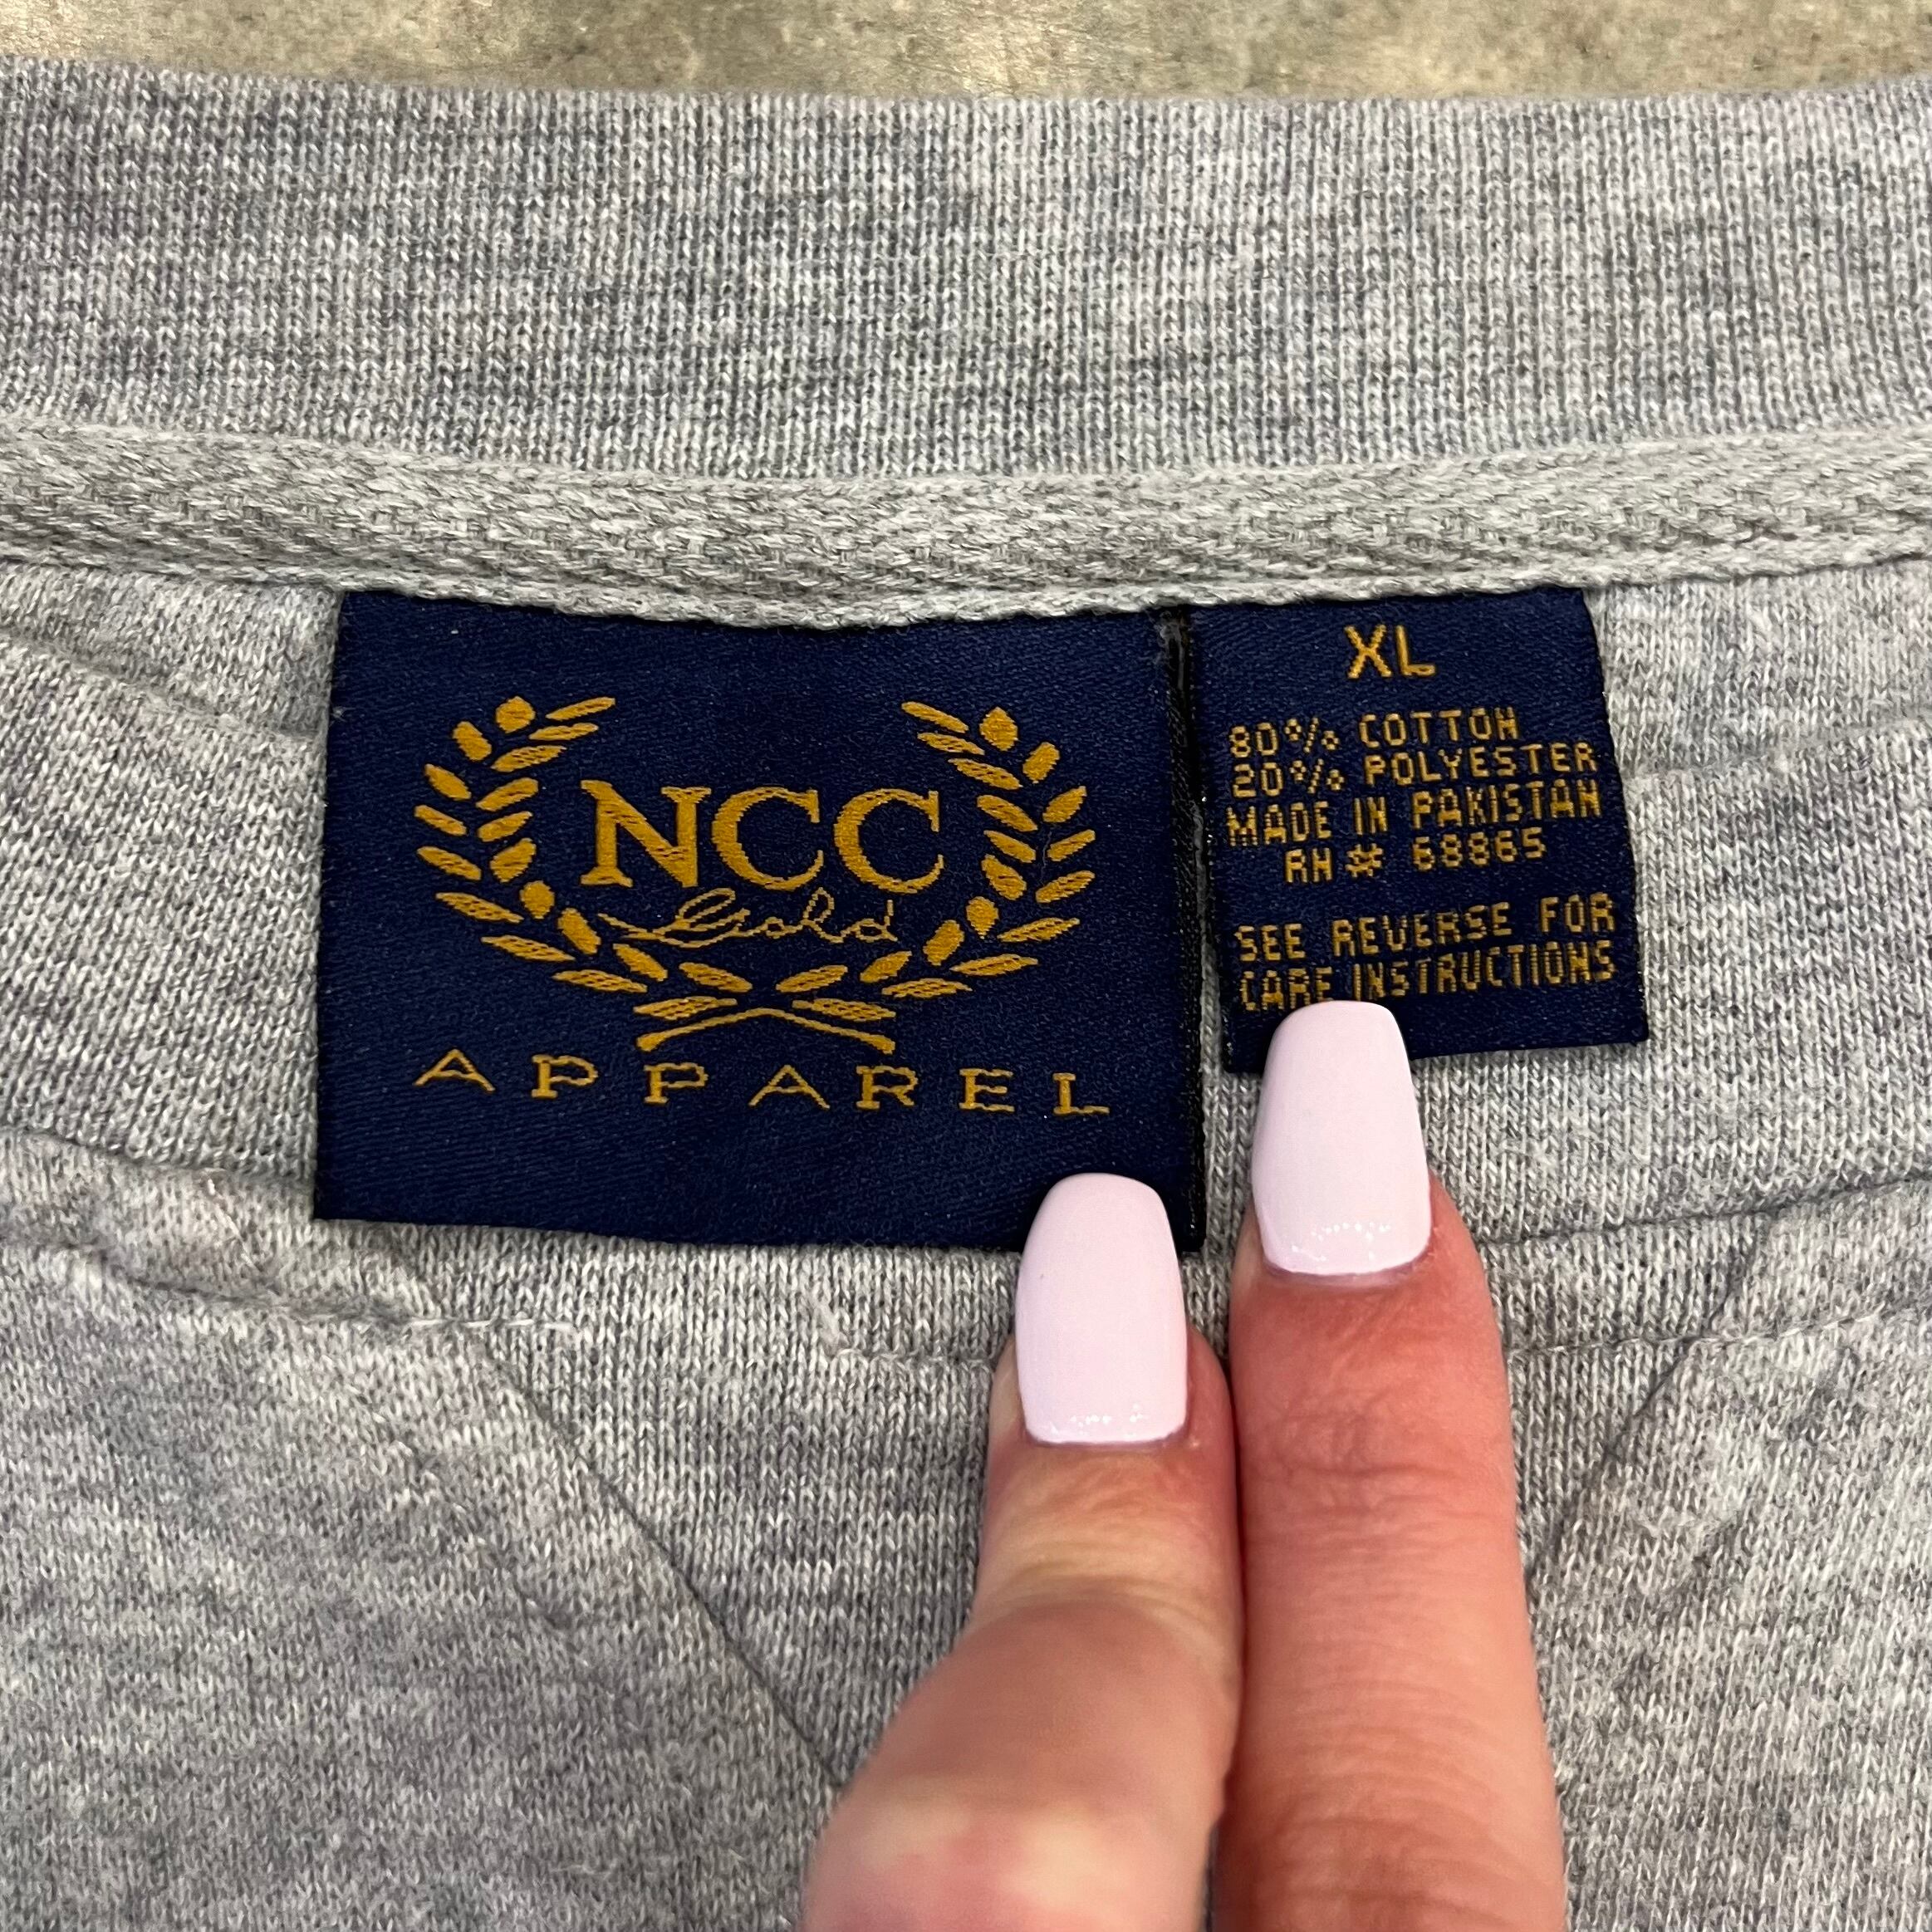 NCC
Gold
APPAREL
XL
80% COTTON
20% POLYESTER
MADE IN PAKISTAN
RN # 68865
SEE REVERSE FOR
CARE INSTRUCTIONS